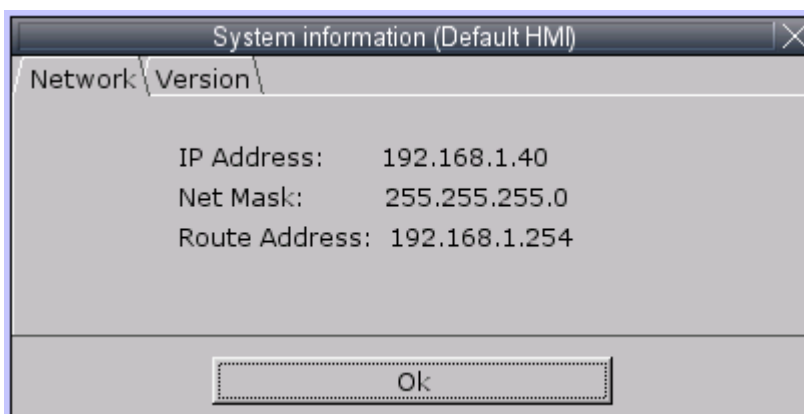 System information (Default HMI)
Network Version
IP Address: 192.168.1.40
Net Mask: 255.255.255.0
Route Address: 192.168.1.254
Ok